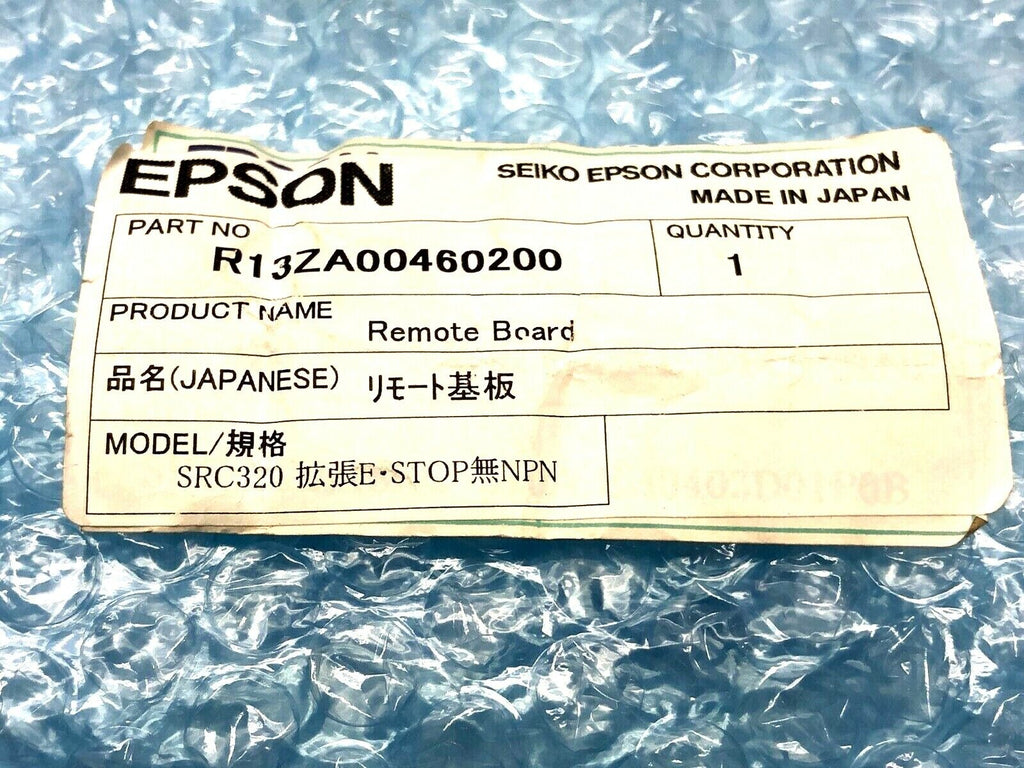 EPSON
SEIKO EPSON CORPORATION
MADE IN JAPAN
PART NO
R13ZA00460200
QUANTITY
1
PRODUCT NAME
Remote Board
品名(JAPANESE) リモート基板
MODEL/規格
SRC320 拡張E・STOP無NPN